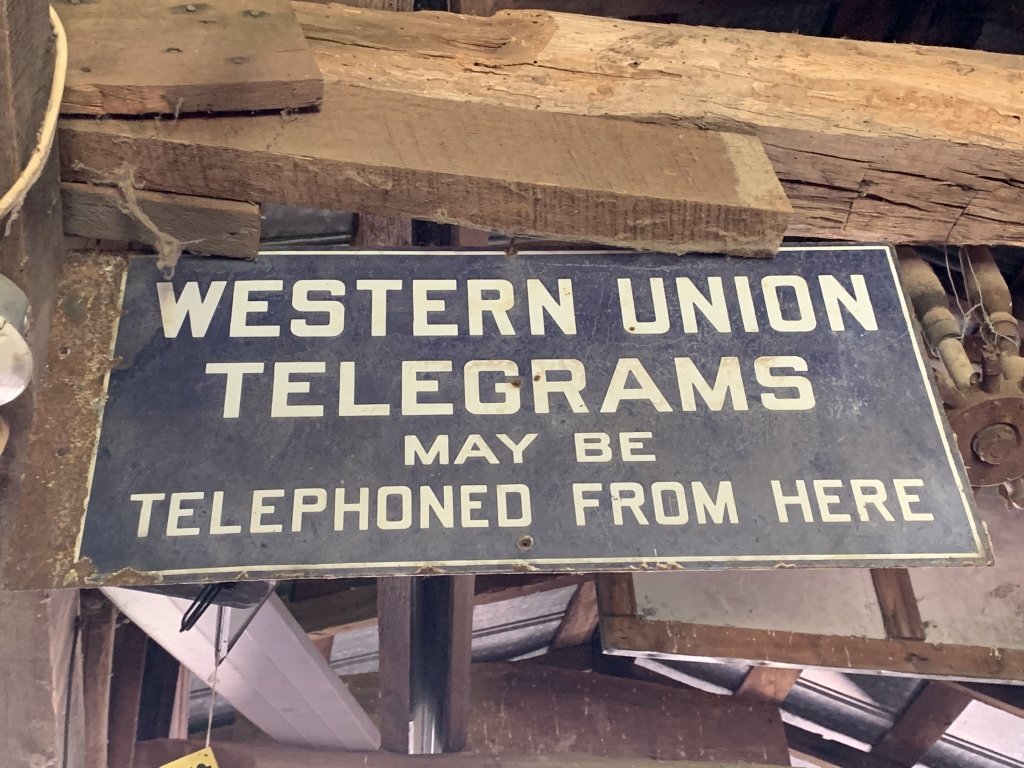 WESTERN UNION
TELEGRAMS
MAY BE
TELEPHONED FROM HERE